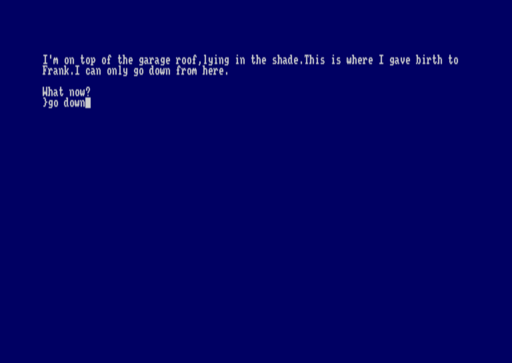 I'm on top of the garage roof,lying in the shade.This is where I gave birth to
Frank.I can only go down from here.
What now?
}go down